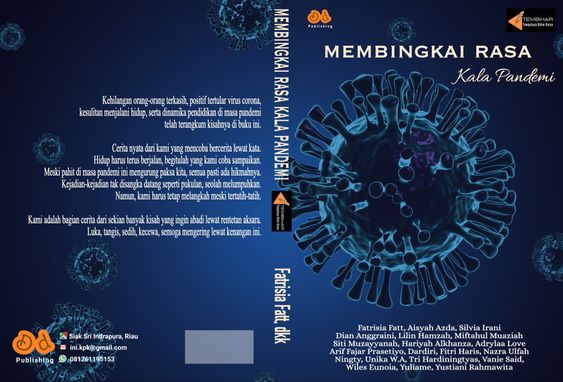 Kehilangan orang-orang terkasih, positif tertular virus corona,
kesulitan menjalani hidup, serta dinamika pendidikan di masa pandemi
telah terangkum kisahnya di buku ini.
Cerita nyata dari kami yang mencoba bercerita lewat kata.
Hidup harus terus berjalan, begitulah yang kami coba sampaikan.
Meski pahit di masa pandemi ini mengurung paksa kita, semua pasti ada hikmahnya.
Kejadian-kejadian tak disangka datang seperti pukulan, seolah melumpuhkan.
Namun, kami harus tetap melangkah meski tertatih-tatih.
Kami adalah bagian cerita dari sekian banyak kisah yang ingin abadi lewat rentetan aksara.
Luka, tangis, sedih, kecewa, semoga mengering lewat kenangan ini.
Publishing
Siak Sri Indrapura, Riau
ini.kpk@gmail.com
081261195153
Publishing
MEMBINGKAI RASA KALA PANDEMI
TEMBIHAR
Fatrisia Fatt dkk
Publishing
TEMBIHAR
MEMBINGKAI RASA
Kala Pandemi
Fatrisia Fatt, Aisyah Azda, Silvia Irani
Dian Anggraini, Lilin Hamzah, Miftahul Muaziah
Siti Muzayyanah, Hariyah Alkhanza, Adrylaa Love
Arif Fajar Prasetiyo, Dardiri, Fitri Haris, Nazra Ulfah
Ningty, Unika W.A, Tri Hardiningtyas, Vanie Said,
Wiles Eunoia, Yuliame, Yustiani Rahmawita